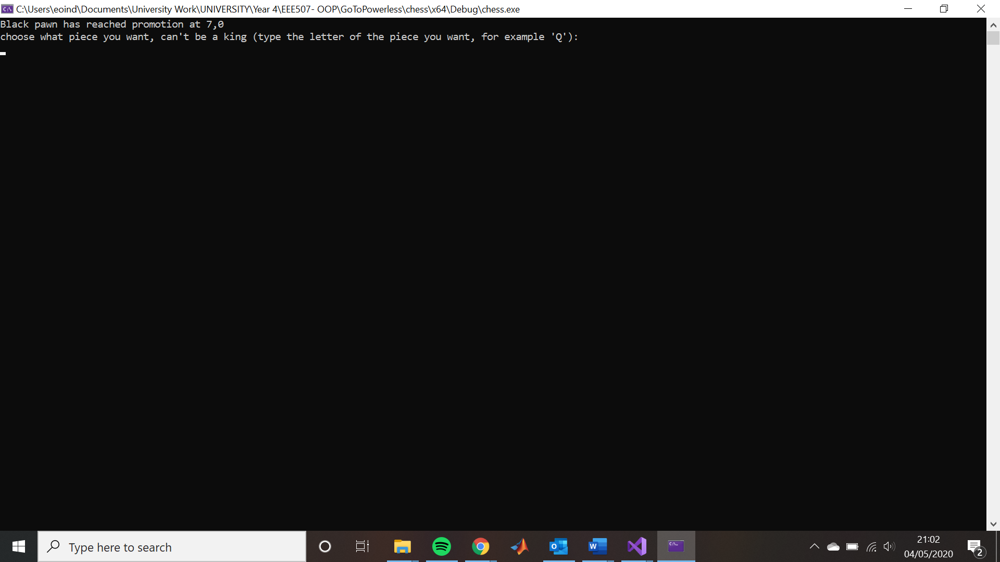 C:\Users\eoind\Documents\University Work\UNIVERSITY\Year 4\EEE507- OOP\GoToPowerless\chess\x64\Debug\chess.exe
Black pawn has reached promotion at 7,0
choose what piece you want, can't be a king (type the letter of the piece you want, for example 'Q'):
Type here to search
21:02
04/05/2020
2